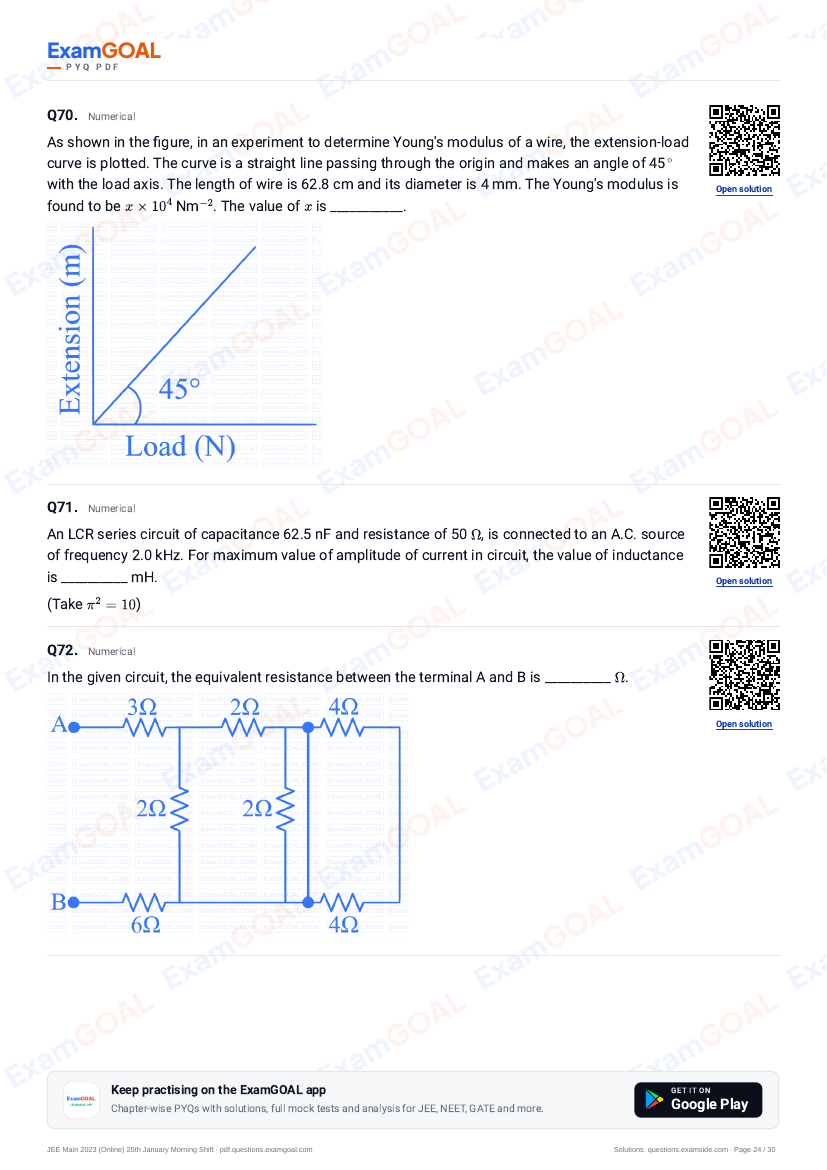 ExamGOAL
PYQ PDF
Q70. Numerical
As shown in the figure, in an experiment to determine Young's modulus of a wire, the extension-load
curve is plotted. The curve is a straight line passing through the origin and makes an angle of 45°
with the load axis. The length of wire is 62.8 cm and its diameter is 4 mm. The Young's modulus is
found to be x × 10⁴ Nm⁻². The value of x is ___________.
Open solution
Extension (m)
45°
Load (N)
Q71. Numerical
An LCR series circuit of capacitance 62.5 nF and resistance of 50 Ω, is connected to an A.C. source
of frequency 2.0 kHz. For maximum value of amplitude of current in circuit, the value of inductance
is __________ mH.
(Take π² = 10)
Open solution
Q72. Numerical
In the given circuit, the equivalent resistance between the terminal A and B is __________ Ω.
Open solution
3Ω 2Ω 4Ω
A
2Ω 2Ω
B
6Ω 4Ω
Keep practising on the ExamGOAL app
Chapter-wise PYQs with solutions, full mock tests and analysis for JEE, NEET, GATE and more.
GET IT ON
Google Play
JEE Main 2023 (Online) 25th January Morning Shift · pdf.questions.examgoal.com
Solutions: questions.examside.com · Page 24 / 30